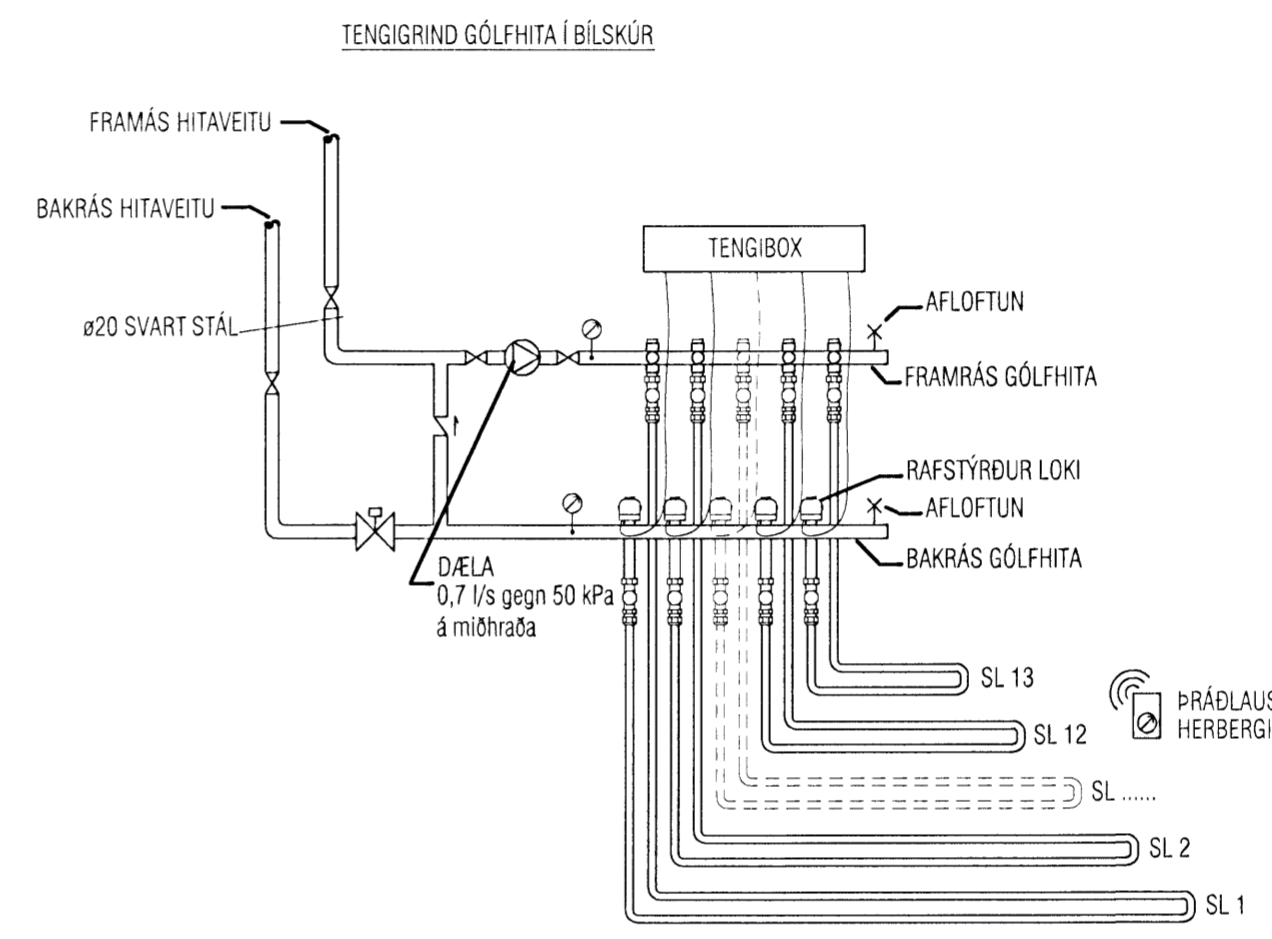 TENGIGRIND GÓLFHITA Í BÍLSKÚR
FRAMÁS HITAVEITU
BAKRÁS HITAVEITU
TENGIBOX
ø20 SVART STÁL
AFLOFTUN
FRAMRÁS GÓLFHITA
RAFSTÝRÐUR LOKI
AFLOFTUN
BAKRÁS GÓLFHITA
DÆLA
0,7 l/s gegn 50 kPa
á miðhraða
SL 13
ÞRÁÐLAUS
SL 12
SL ......
SL 2
SL 1